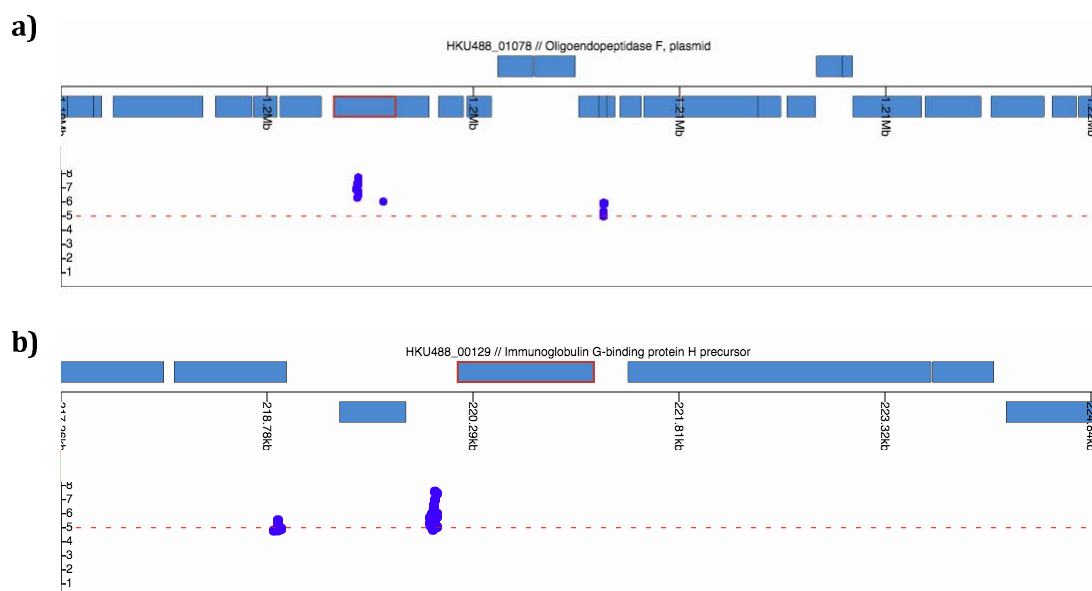 a)
HKU488_01078 // Oligoendopeptidase F, plasmid
1.2Mb
1.2Mb
1.21Mb
1.21Mb
8
7
6
5
4
3
2
1
b)
HKU488_00129 // Immunoglobulin G-binding protein H precursor
218.78kb
220.29kb
221.81kb
223.32kb
224.84kb
8
7
6
5
4
3
2
1